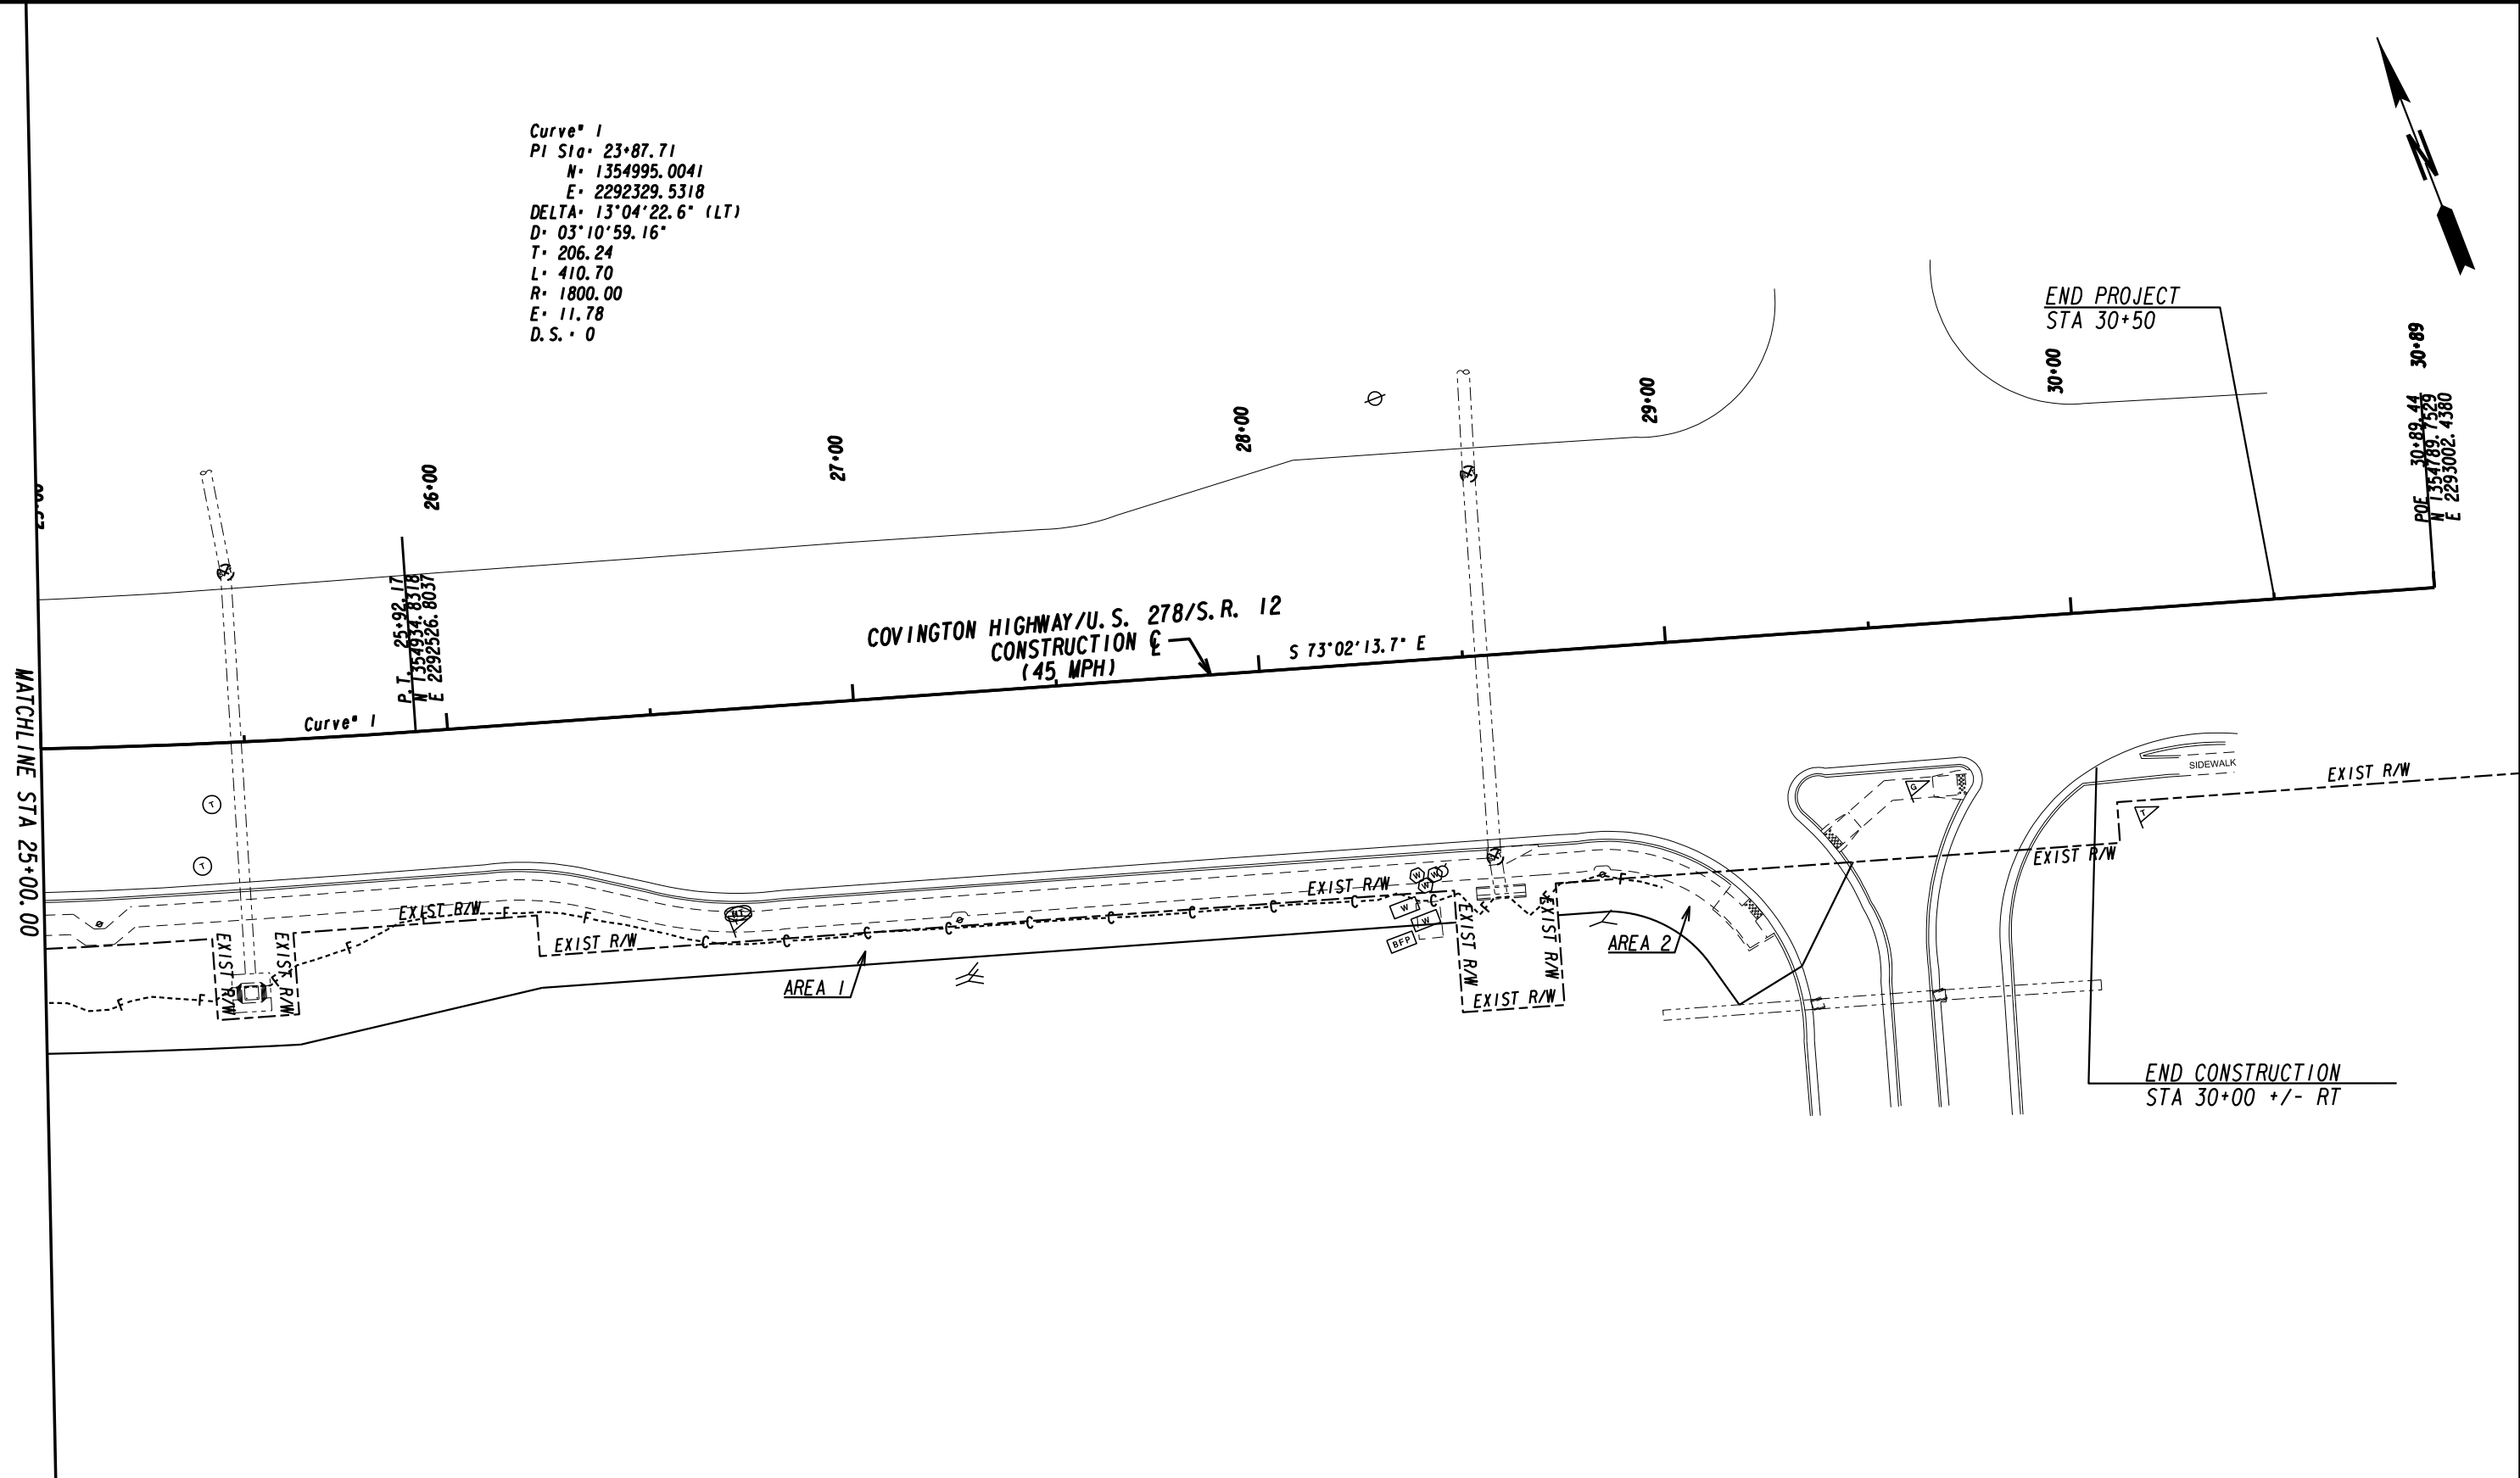 Curve# 1
PI Sta: 23+87.71
N: 1354995.0041
E: 2292329.5318
DELTA: 13°04'22.6" (LT)
D: 03°10'59.16"
T: 206.24
L: 410.70
R: 1800.00
E: 11.78
D.S.: 0
N
END PROJECT
STA 30+50
26+00
27+00
28+00
29+00
30+00
30+89
POE 30+89.44
N 1354789.7529
E 2293002.4380
P.T. 25+92.17
N 1354934.8318
E 2292526.8037
COVINGTON HIGHWAY/U.S. 278/S.R. 12
CONSTRUCTION ℄
(45 MPH)
S 73°02'13.7" E
Curve# 1
MATCHLINE STA 25+00.00
T
T
G
SIDEWALK
T
EXIST R/W
EXIST R/W
EXIST R/W
EXIST R/W
EXIST R/W
EXIST R/W
EXIST R/W
EXIST R/W
EXIST R/W
EXIST R/W
F
F
F
F
F
F
F
C
C
C
C
C
C
C
C
C
C
F
F
W
W
W
W
W
BFP
AREA 1
AREA 2
END CONSTRUCTION
STA 30+00 +/- RT